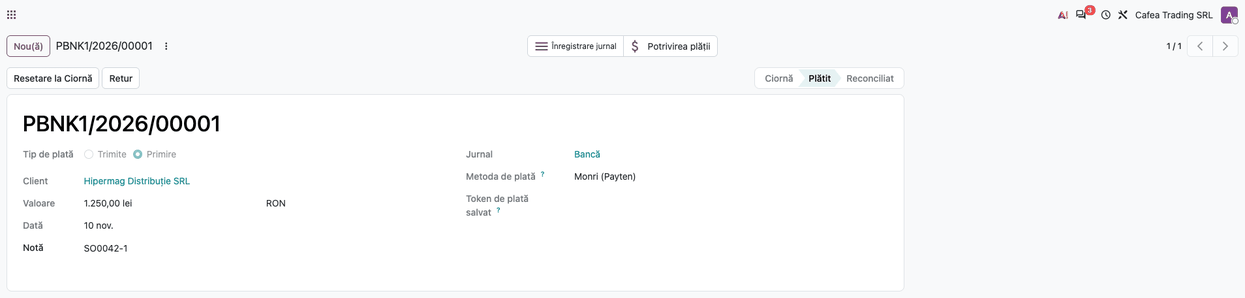 AI 3 Cafea Trading SRL A
Nou(ă) PBNK1/2026/00001 Înregistrare jurnal $ Potrivirea plății 1 / 1
Resetare la Ciornă Retur Ciornă Plătit Reconciliat
PBNK1/2026/00001
Tip de plată Trimite Primire
Jurnal Bancă
Client Hipermag Distribuție SRL
Metoda de plată ? Monri (Payten)
Valoare 1.250,00 lei RON
Token de plată
salvat ?
Dată 10 nov.
Notă SO0042-1